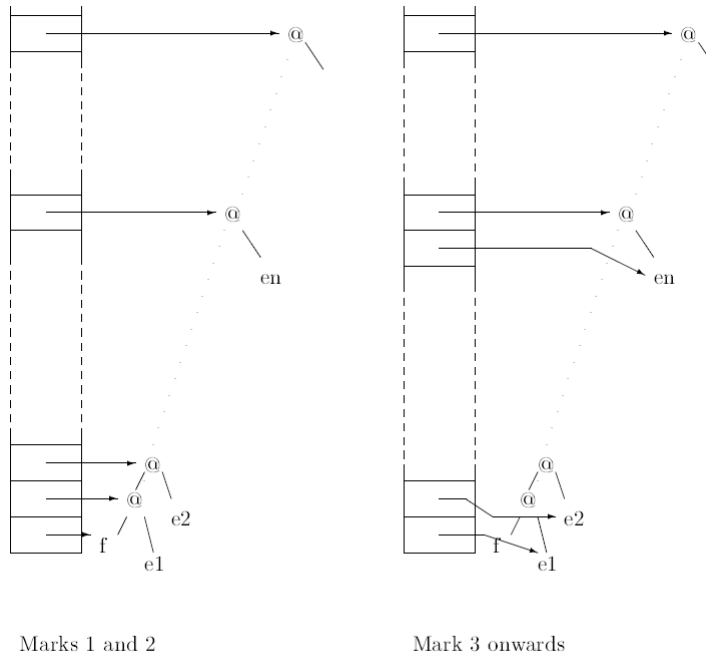 @ @
@ @
en en
@ @
@ @
e2 e2
f f
e1 e1
Marks 1 and 2 Mark 3 onwards